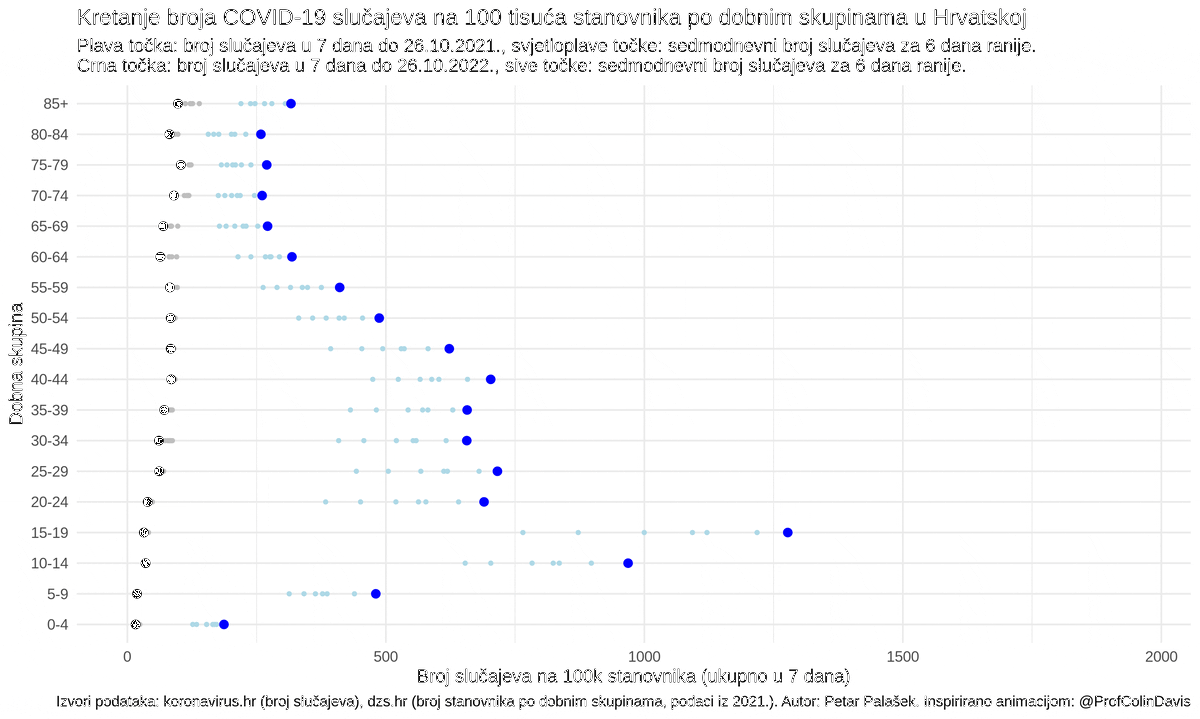 Kretanje broja COVID-19 slučajeva na 100 tisuća stanovnika po dobnim skupinama u Hrvatskoj
Plava točka: broj slučajeva u 7 dana do 26.10.2021., svjetloplave točke: sedmodnevni broj slučajeva za 6 dana ranije.
Crna točka: broj slučajeva u 7 dana do 26.10.2022., sive točke: sedmodnevni broj slučajeva za 6 dana ranije.
Dobna skupina
85+
80-84
75-79
70-74
65-69
60-64
55-59
50-54
45-49
40-44
35-39
30-34
25-29
20-24
15-19
10-14
5-9
0-4
0 500 1000 1500 2000
Broj slučajeva na 100k stanovnika (ukupno u 7 dana)
Izvori podataka: koronavirus.hr (broj slučajeva), dzs.hr (broj stanovnika po dobnim skupinama, podaci iz 2021.). Autor: Petar Palašek. Inspirirano animacijom: @ProfColinDavis